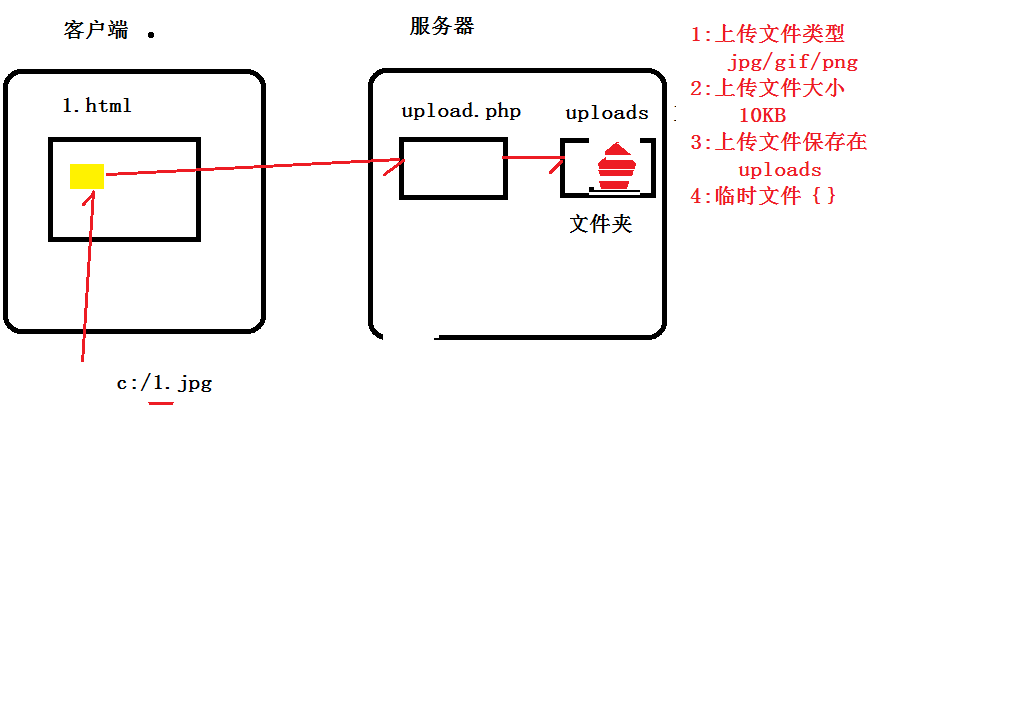 客户端
服务器
1.html
upload.php
uploads
文件夹
c:/1.jpg
1:上传文件类型
jpg/gif/png
2:上传文件大小
10KB
3:上传文件保存在
uploads
4:临时文件 { }